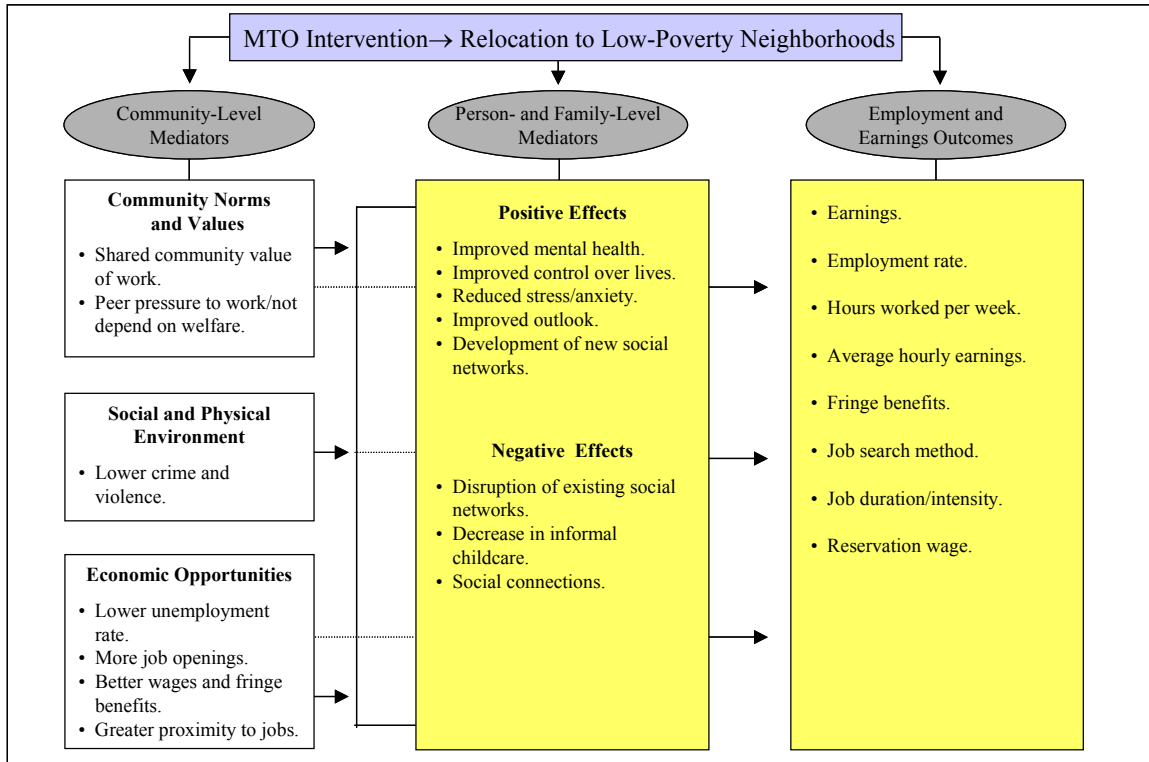 MTO Intervention→ Relocation to Low-Poverty Neighborhoods
Community-Level
Mediators
Person- and Family-Level
Mediators
Employment and
Earnings Outcomes
Community Norms
and Values
• Shared community value
of work.
• Peer pressure to work/not
depend on welfare.
Social and Physical
Environment
• Lower crime and
violence.
Economic Opportunities
• Lower unemployment
rate.
• More job openings.
• Better wages and fringe
benefits.
• Greater proximity to jobs.
Positive Effects
• Improved mental health.
• Improved control over lives.
• Reduced stress/anxiety.
• Improved outlook.
• Development of new social
networks.
Negative Effects
• Disruption of existing social
networks.
• Decrease in informal
childcare.
• Social connections.
• Earnings.
• Employment rate.
• Hours worked per week.
• Average hourly earnings.
• Fringe benefits.
• Job search method.
• Job duration/intensity.
• Reservation wage.